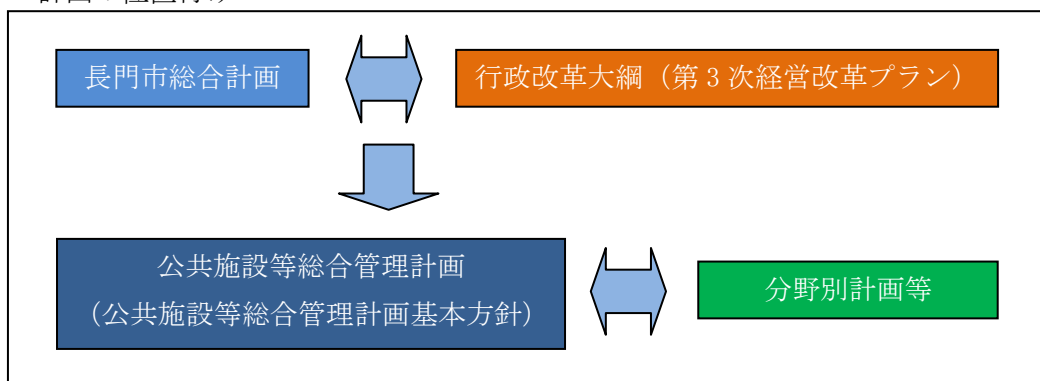 長門市総合計画
行政改革大綱（第３次経営改革プラン）
公共施設等総合管理計画
（公共施設等総合管理計画基本方針）
分野別計画等